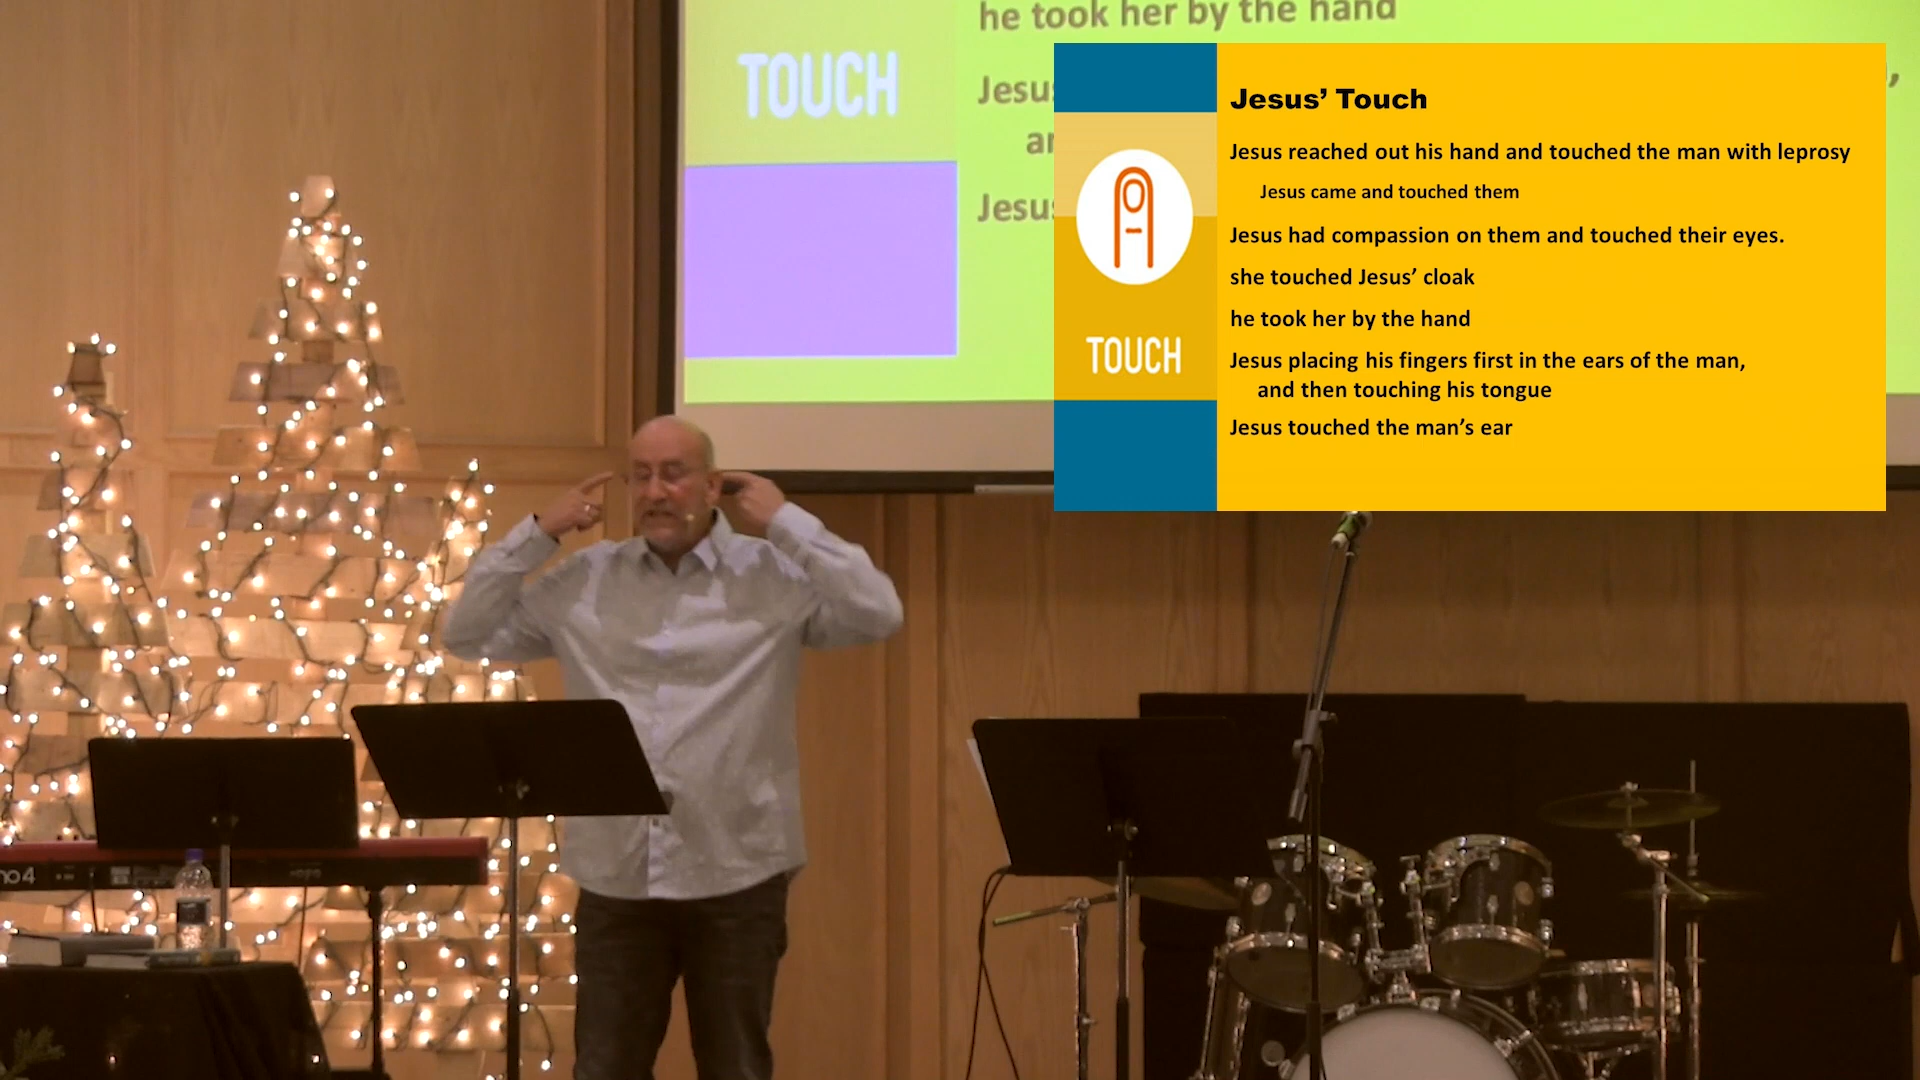 he took her by the hand
TOUCH
Jesu
Jesu
Jesus’ Touch
Jesus reached out his hand and touched the man with leprosy
Jesus came and touched them
Jesus had compassion on them and touched their eyes.
she touched Jesus’ cloak
he took her by the hand
Jesus placing his fingers first in the ears of the man,
and then touching his tongue
Jesus touched the man’s ear
TOUCH